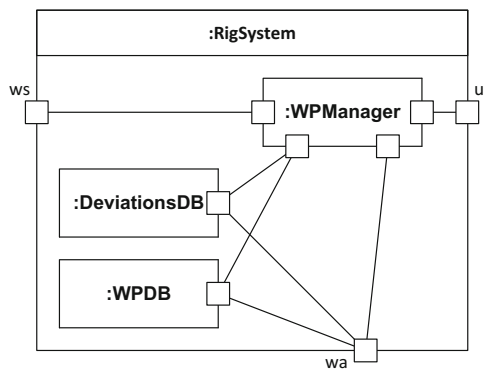 :RigSystem
ws
u
:WPManager
:DeviationsDB
:WPDB
wa